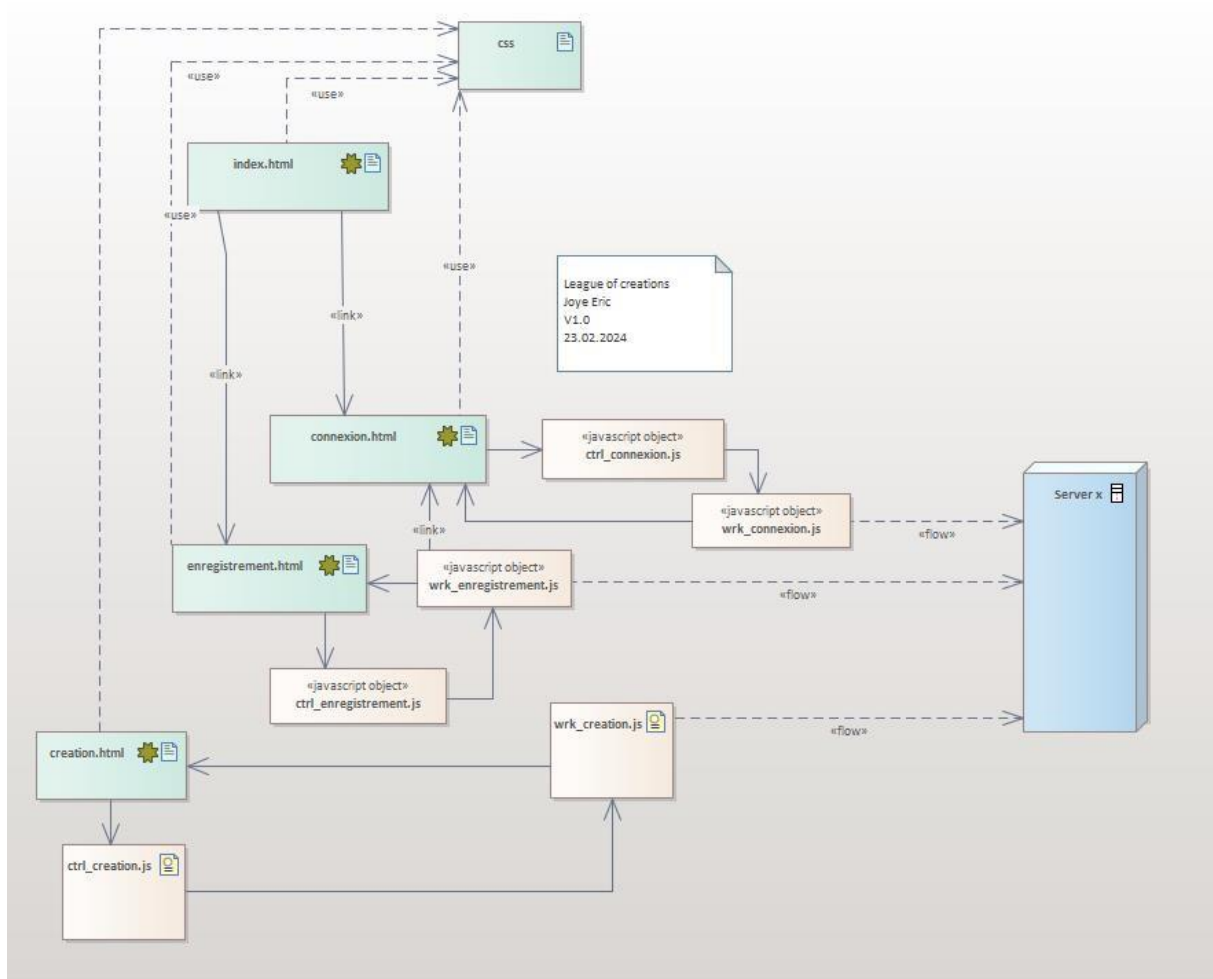 css
«use»
«use»
index.html
«use»
«use»
League of creations
Joye Eric
V1.0
23.02.2024
«link»
«link»
connexion.html
«javascript object»
ctrl_connexion.js
Server x
«javascript object»
wrk_connexion.js
«flow»
«link»
enregistrement.html
«javascript object»
wrk_enregistrement.js
«flow»
«javascript object»
ctrl_enregistrement.js
wrk_creation.js
«flow»
creation.html
ctrl_creation.js